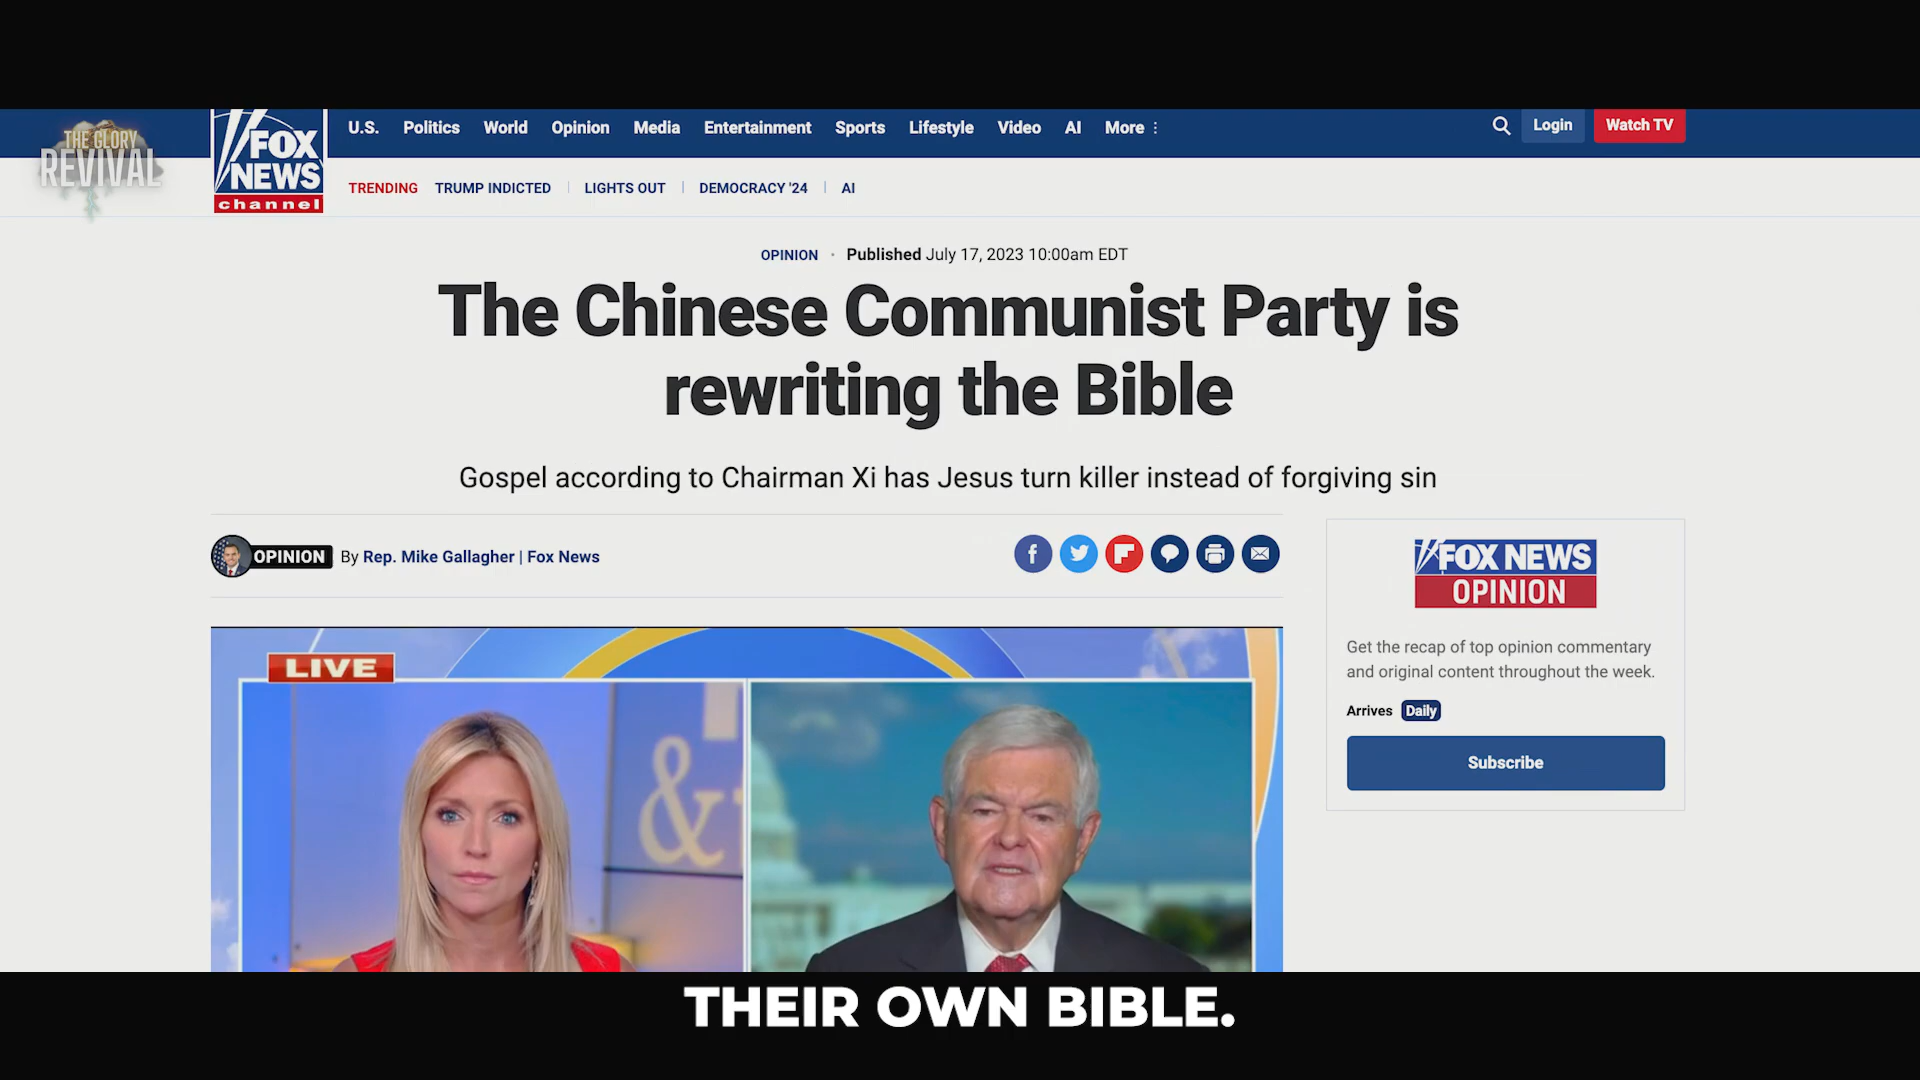 THE GLORY
REVIVAL
FOX
NEWS
channel
U.S. Politics World Opinion Media Entertainment Sports Lifestyle Video AI More
Login
Watch TV
TRENDING TRUMP INDICTED LIGHTS OUT DEMOCRACY '24 AI
OPINION · Published July 17, 2023 10:00am EDT
The Chinese Communist Party is
rewriting the Bible
Gospel according to Chairman Xi has Jesus turn killer instead of forgiving sin
OPINION By Rep. Mike Gallagher | Fox News
LIVE
&
FOX NEWS
OPINION
Get the recap of top opinion commentary
and original content throughout the week.
Arrives Daily
Subscribe
THEIR OWN BIBLE.